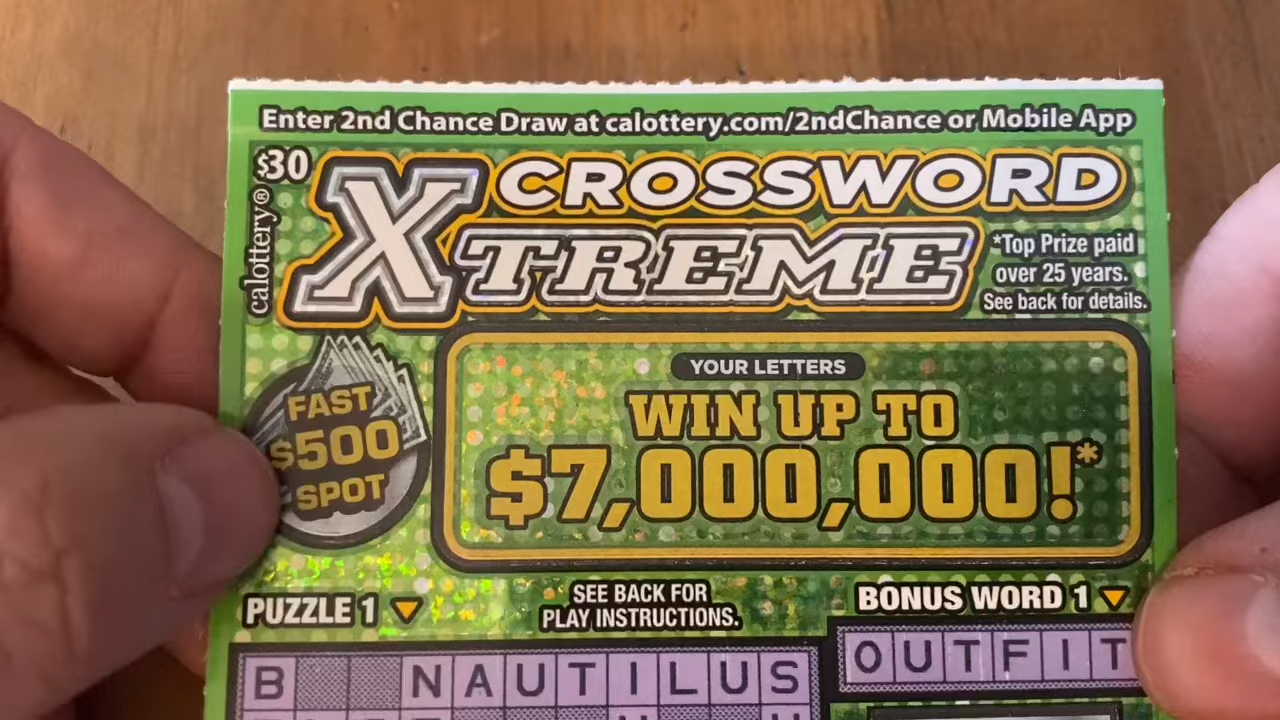 Enter 2nd Chance Draw at calottery.com/2ndChance or Mobile App
$30
calottery®
CROSSWORD
XTREME
*Top Prize paid
over 25 years.
See back for details.
YOUR LETTERS
WIN UP TO
$7,000,000!*
FAST
$500
SPOT
PUZZLE 1
SEE BACK FOR
PLAY INSTRUCTIONS.
BONUS WORD 1
OUTFIT
B NAUTILUS